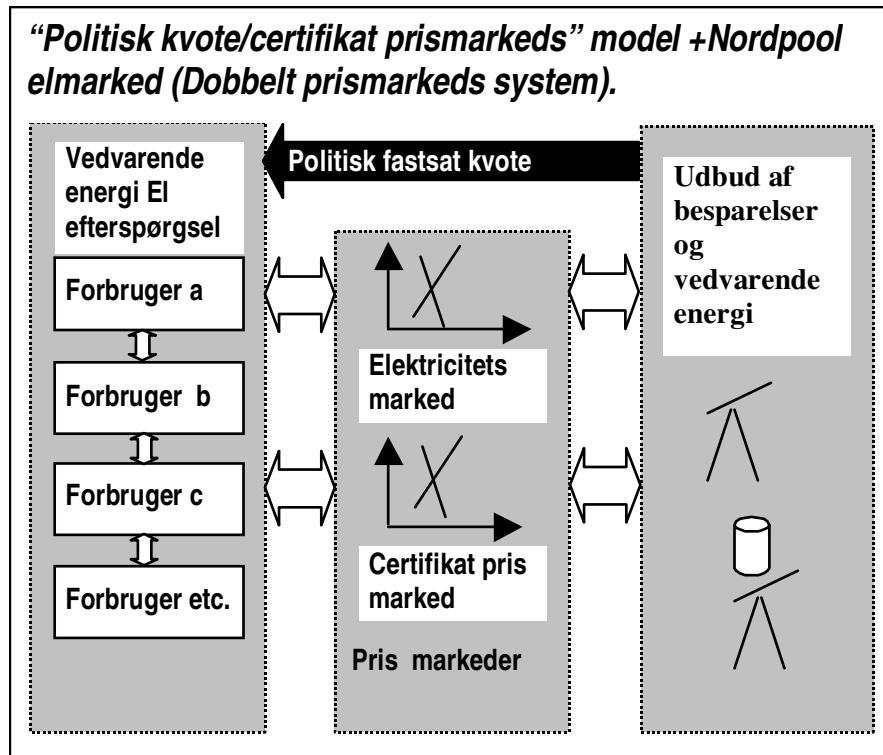 “Politisk kvote/certifikat prismarkeds” model +Nordpool
elmarked (Dobbelt prismarkeds system).
Vedvarende
energi El
efterspørgsel
Forbruger a
Forbruger b
Forbruger c
Forbruger etc.
Politisk fastsat kvote
Elektricitets
marked
Certifikat pris
marked
Pris markeder
Udbud af
besparelser
og
vedvarende
energi